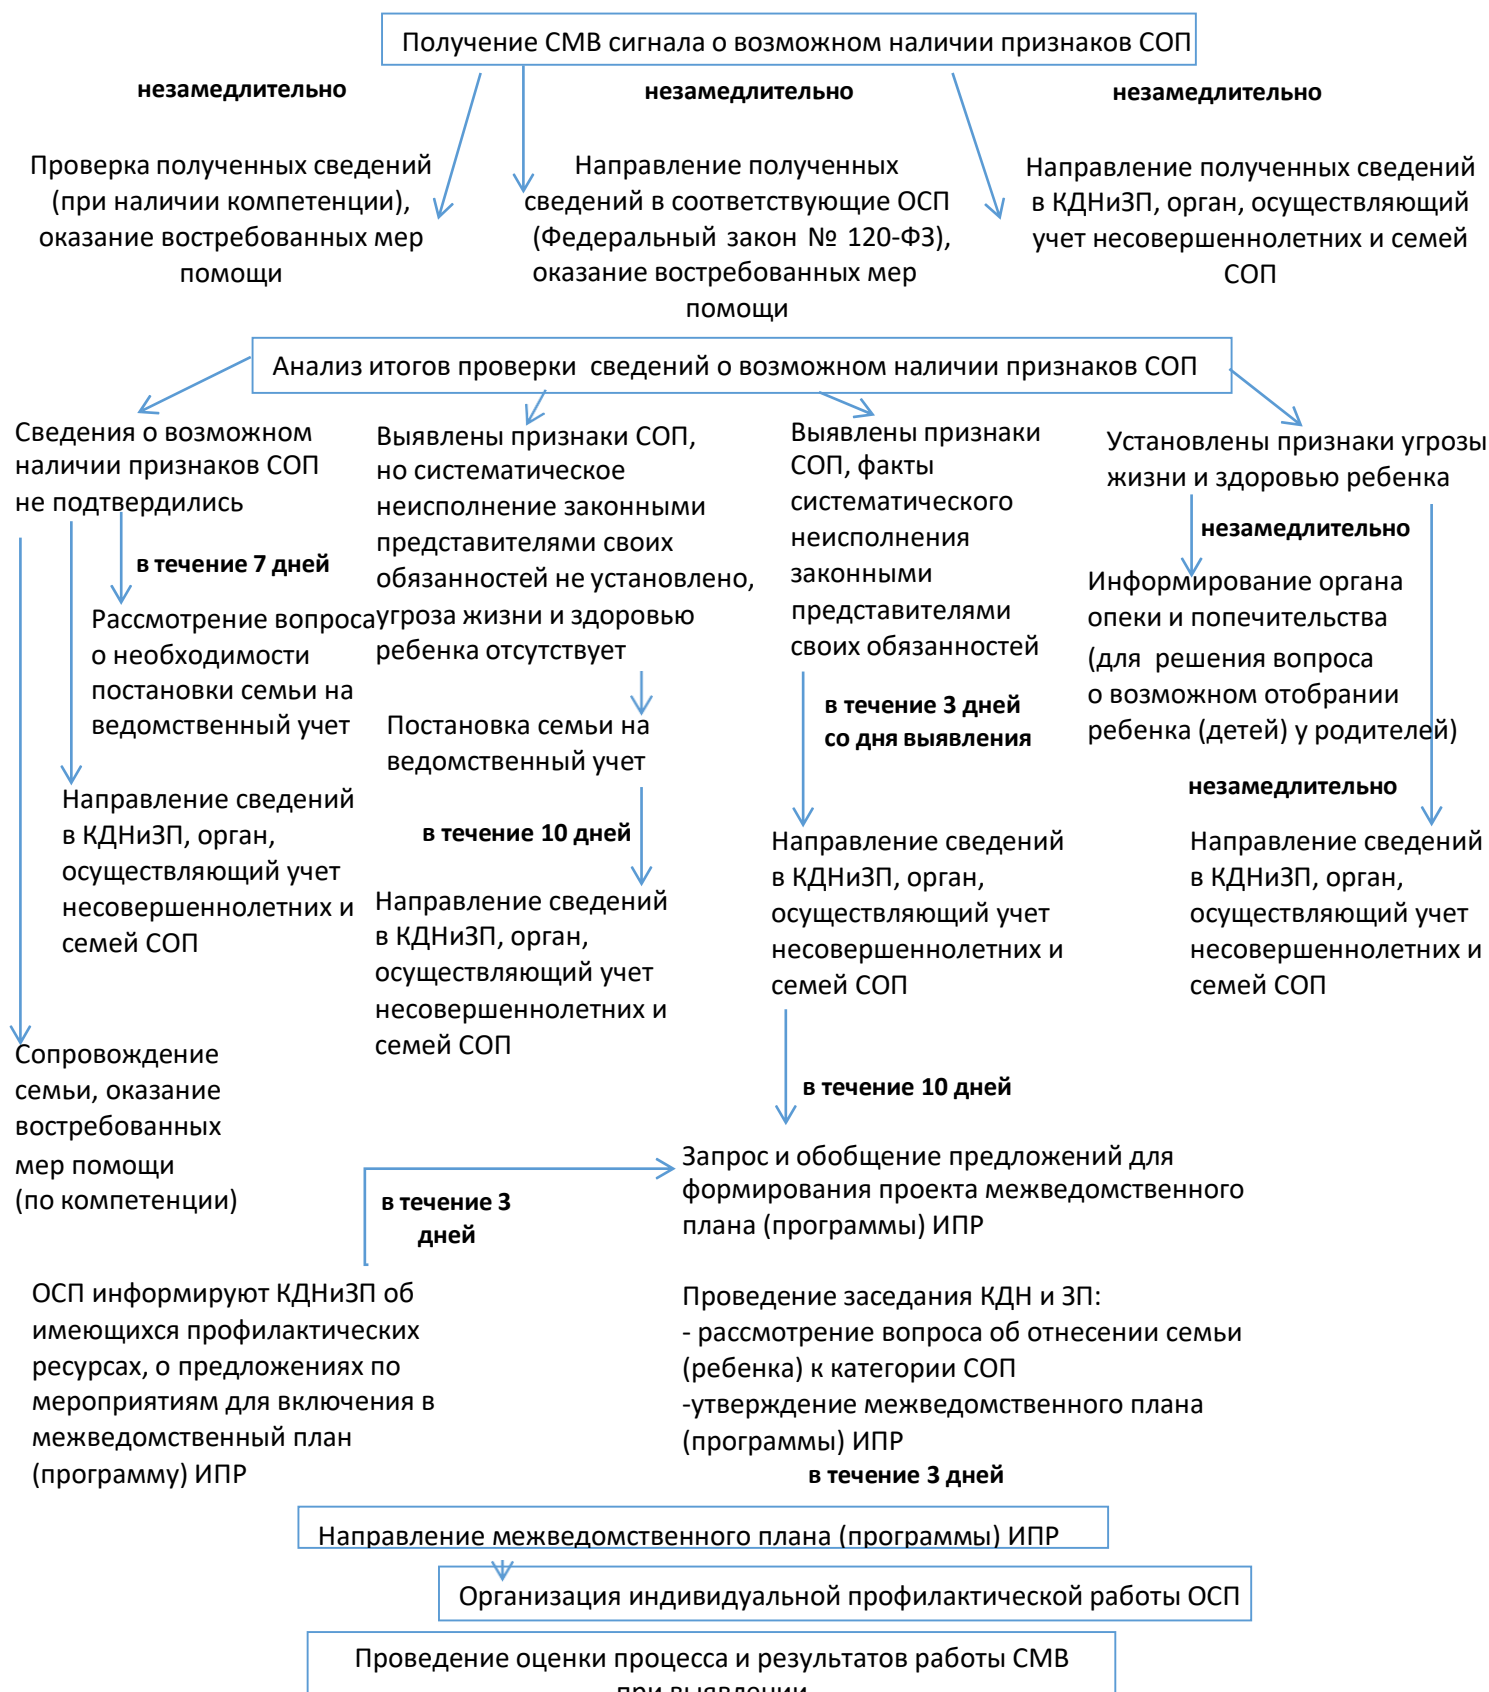 Получение СМВ сигнала о возможном наличии признаков СОП
незамедлительно
незамедлительно
незамедлительно
Проверка полученных сведений
(при наличии компетенции),
оказание востребованных мер
помощи
Направление полученных
сведений в соответствующие ОСП
(Федеральный закон № 120-ФЗ),
оказание востребованных мер
помощи
Направление полученных сведений
в КДНиЗП, орган, осуществляющий
учет несовершеннолетних и семей
СОП
Анализ итогов проверки сведений о возможном наличии признаков СОП
Сведения о возможном
наличии признаков СОП
не подтвердились
в течение 7 дней
Рассмотрение вопроса
о необходимости
постановки семьи на
ведомственный учет
Направление сведений
в КДНиЗП, орган,
осуществляющий учет
несовершеннолетних и
семей СОП
Сопровождение
семьи, оказание
востребованных
мер помощи
(по компетенции)
Выявлены признаки СОП,
но систематическое
неисполнение законными
представителями своих
обязанностей не установлено,
угроза жизни и здоровью
ребенка отсутствует
Постановка семьи на
ведомственный учет
в течение 10 дней
Направление сведений
в КДНиЗП, орган,
осуществляющий учет
несовершеннолетних и
семей СОП
Выявлены признаки
СОП, факты
систематического
неисполнения
законными
представителями
своих обязанностей
в течение 3 дней
со дня выявления
Направление сведений
в КДНиЗП, орган,
осуществляющий учет
несовершеннолетних и
семей СОП
в течение 10 дней
Установлены признаки угрозы
жизни и здоровью ребенка
незамедлительно
Информирование органа
опеки и попечительства
(для решения вопроса
о возможном отобрании
ребенка (детей) у родителей)
незамедлительно
Направление сведений
в КДНиЗП, орган,
осуществляющий учет
несовершеннолетних и
семей СОП
Запрос и обобщение предложений для
формирования проекта межведомственного
плана (программы) ИПР
в течение 3
дней
ОСП информируют КДНиЗП об
имеющихся профилактических
ресурсах, о предложениях по
мероприятиям для включения в
межведомственный план
(программу) ИПР
Проведение заседания КДН и ЗП:
- рассмотрение вопроса об отнесении семьи
(ребенка) к категории СОП
-утверждение межведомственного плана
(программы) ИПР
в течение 3 дней
Направление межведомственного плана (программы) ИПР
Организация индивидуальной профилактической работы ОСП
Проведение оценки процесса и результатов работы СМВ
при выявлении